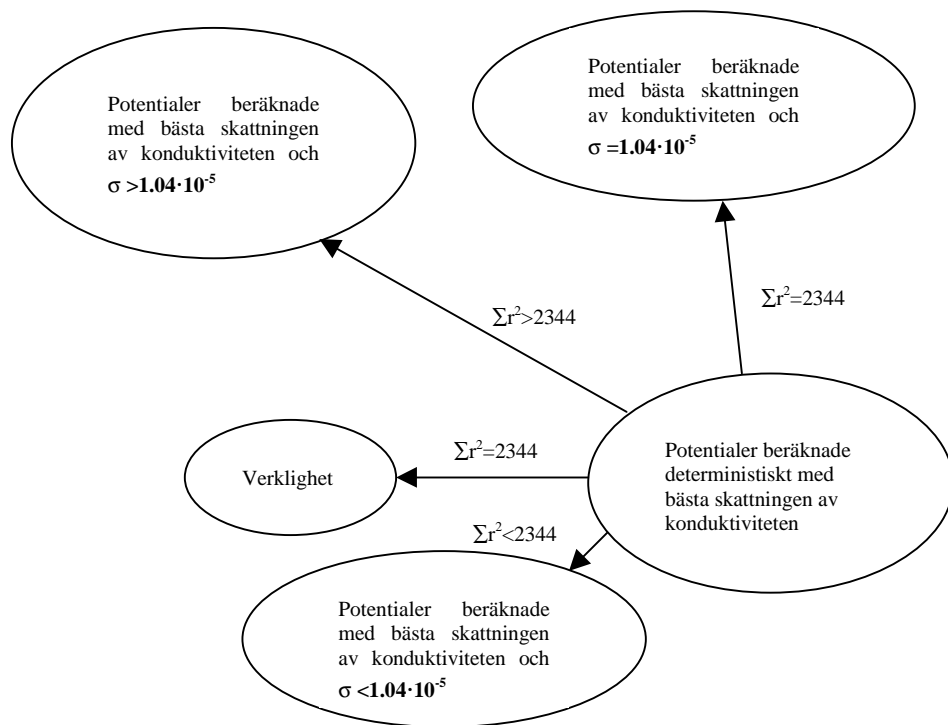 Potentialer beräknade
med bästa skattningen
av konduktiviteten och
σ >1.04·10⁻⁵
Potentialer beräknade
med bästa skattningen
av konduktiviteten och
σ =1.04·10⁻⁵
∑r²=2344
∑r²>2344
∑r²=2344
Verklighet
Potentialer beräknade
deterministiskt med
bästa skattningen av
konduktiviteten
∑r²<2344
Potentialer beräknade
med bästa skattningen
av konduktiviteten och
σ <1.04·10⁻⁵